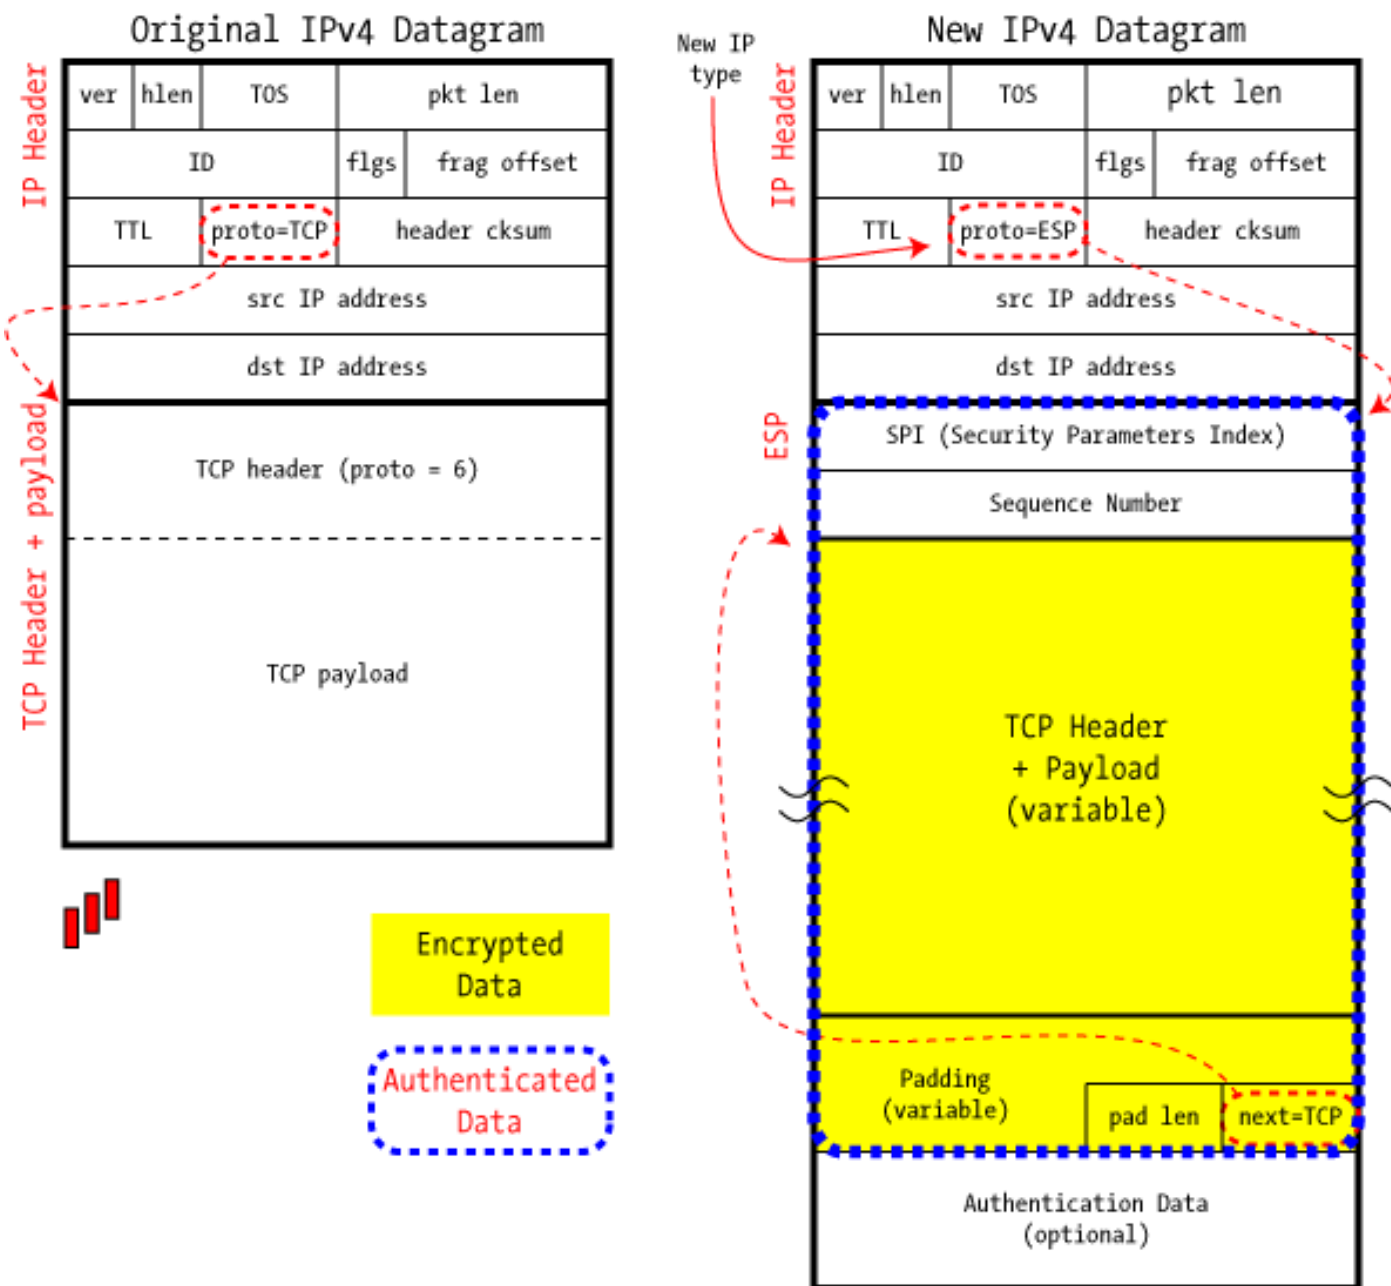 Original IPv4 Datagram
IP Header
ver hlen TOS pkt len
ID flgs frag offset
TTL proto=TCP header cksum
src IP address
dst IP address
TCP Header + payload
TCP header (proto = 6)
TCP payload
Encrypted
Data
Authenticated
Data
New IP
type
New IPv4 Datagram
IP Header
ver hlen TOS pkt len
ID flgs frag offset
TTL proto=ESP header cksum
src IP address
dst IP address
ESP
SPI (Security Parameters Index)
Sequence Number
TCP Header
+ Payload
(variable)
Padding
(variable)
pad len next=TCP
Authentication Data
(optional)